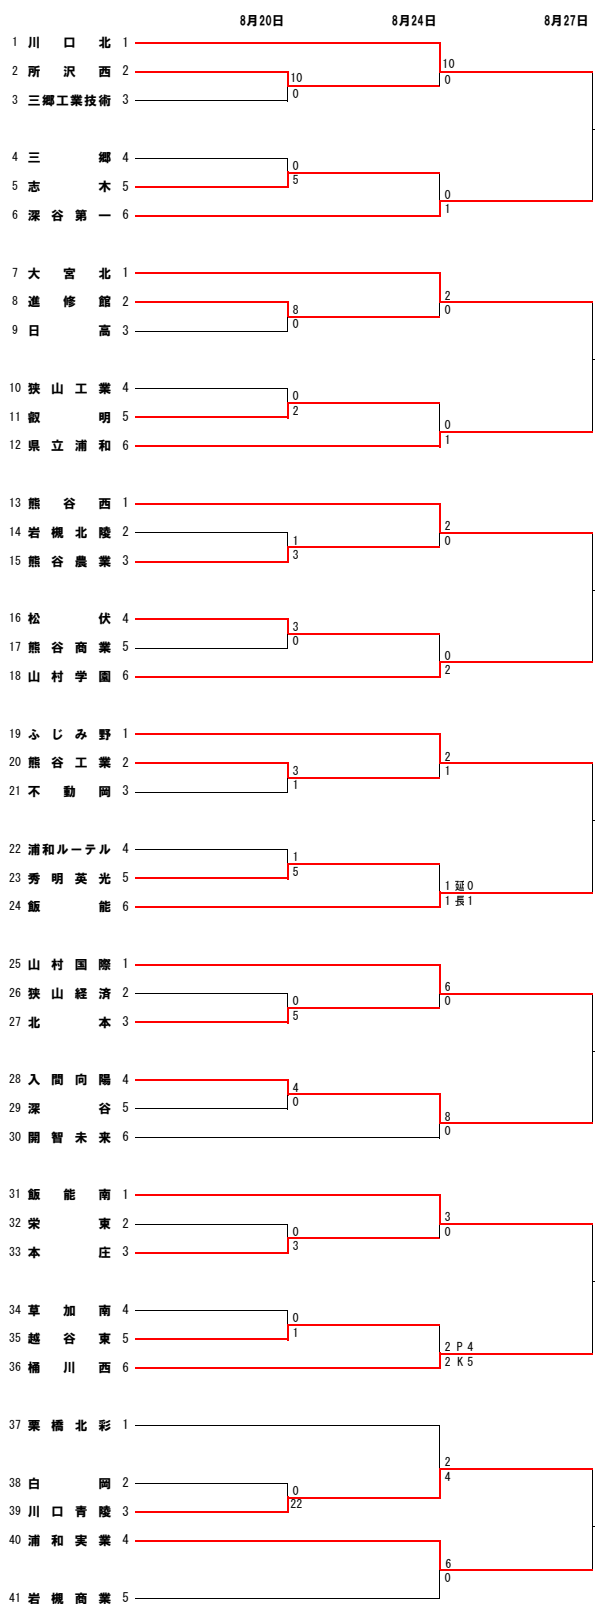 8月20日 8月24日 8月27日
1 川口北 1
10
2 所沢西 2
10
0
3 三郷工業技術 3
0
4 三郷 4
0
5 志木 5
5
0
6 深谷第一 6
1
7 大宮北 1
2
8 進修館 2
8
0
9 日高 3
0
10 狭山工業 4
0
11 叡明 5
2
0
12 県立浦和 6
1
13 熊谷西 1
2
14 岩槻北陵 2
1
0
15 熊谷農業 3
3
16 松伏 4
3
17 熊谷商業 5
0
0
18 山村学園 6
2
19 ふじみ野 1
2
20 熊谷工業 2
3
1
21 不動岡 3
1
22 浦和ルーテル 4
1
23 秀明英光 5
5
1 延 0
24 飯能 6
1 長 1
25 山村国際 1
6
26 狭山経済 2
0
0
27 北本 3
5
28 入間向陽 4
4
29 深谷 5
0
8
30 開智未来 6
0
31 飯能南 1
3
32 栄東 2
0
0
33 本庄 3
3
34 草加南 4
0
35 越谷東 5
1
2 P 4
36 桶川西 6
2 K 5
37 栗橋北彩 1
2
38 白岡 2
0
4
39 川口青陵 3
22
40 浦和実業 4
6
0
41 岩槻商業 5